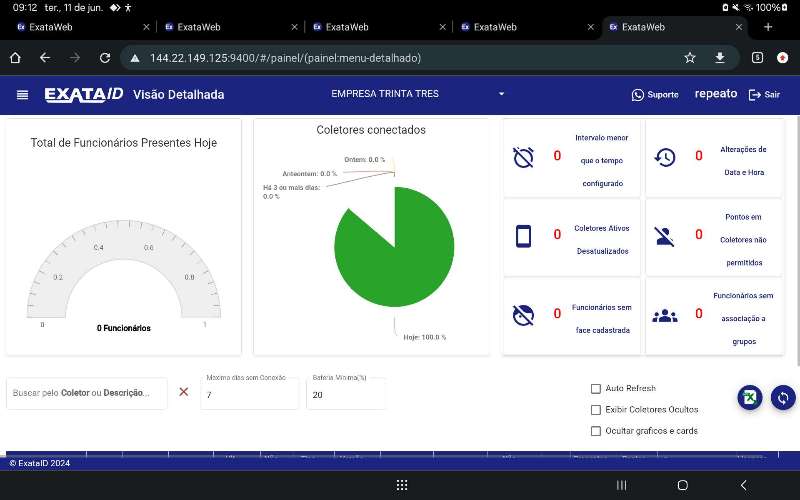 09:12 ter., 11 de jun. 100%
ExataWeb ExataWeb ExataWeb ExataWeb ExataWeb
144.22.149.125:9400/#/painel/(painel:menu-detalhado) 5
EXATAID Visão Detalhada EMPRESA TRINTA TRES Suporte repeato Sair
Total de Funcionários Presentes Hoje
0 0.2 0.4 0.6 0.8 1
0 Funcionários
Coletores conectados
Ontem: 0.0 %
Anteontem: 0.0 %
Há 3 ou mais dias:
0.0 %
Hoje: 100.0 %
0 Intervalo menor
que o tempo
configurado
0 Alterações de
Data e Hora
0 Coletores Ativos
Desatualizados
0 Pontos em
Coletores não
permitidos
0 Funcionários sem
face cadastrada
0 Funcionários sem
associação a
grupos
Buscar pelo Coletor ou Descrição...
Máximo dias sem Conexão
7
Bateria Mínima(%)
20
Auto Refresh
Exibir Coletores Ocultos
Ocultar graficos e cards
© ExataID 2024